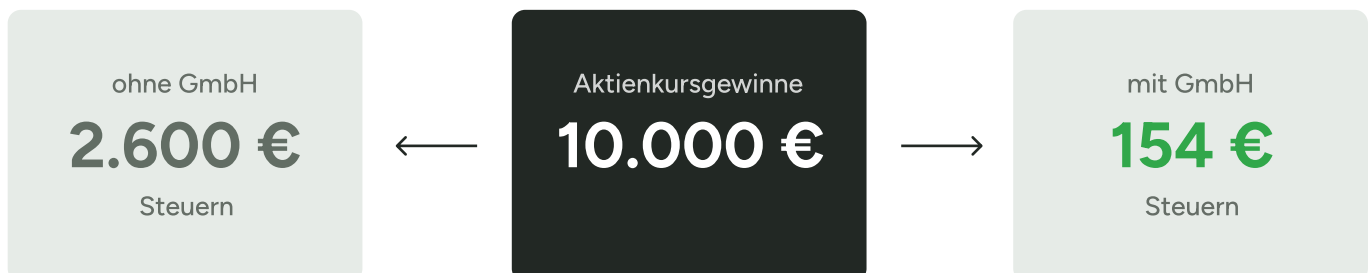 ohne GmbH
2.600 €
Steuern
Aktienkursgewinne
10.000 €
mit GmbH
154 €
Steuern